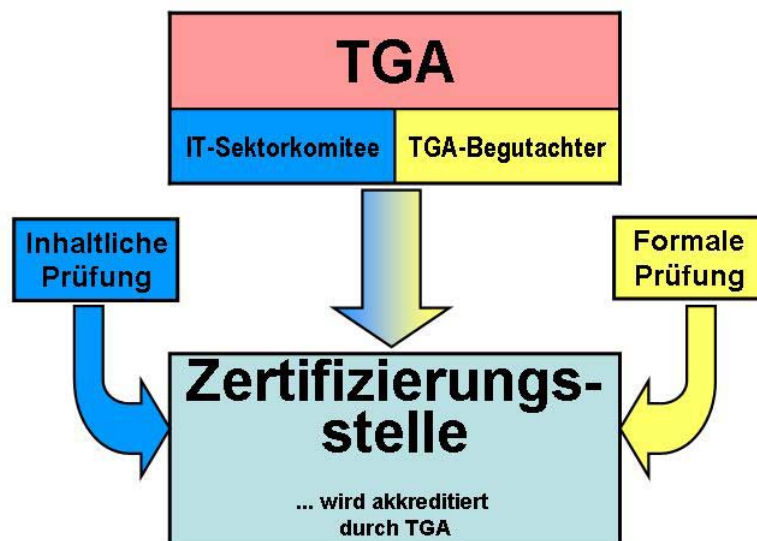 TGA
IT-Sektorkomitee
TGA-Begutachter
Inhaltliche
Prüfung
Formale
Prüfung
Zertifizierungs-
stelle
... wird akkreditiert
durch TGA